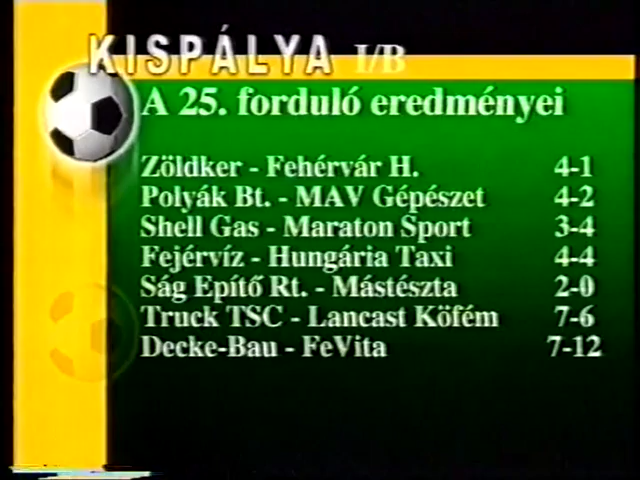 KISPÁLYA I/B
A 25. forduló eredményei
Zöldker - Fehérvár H. 4-1
Polyák Bt. - MAV Gépészet 4-2
Shell Gas - Maraton Sport 3-4
Fejérvíz - Hungária Taxi 4-4
Ság Epítő Rt. - Mástészta 2-0
Truck TSC - Lancast Köfém 7-6
Decke-Bau - FeVita 7-12